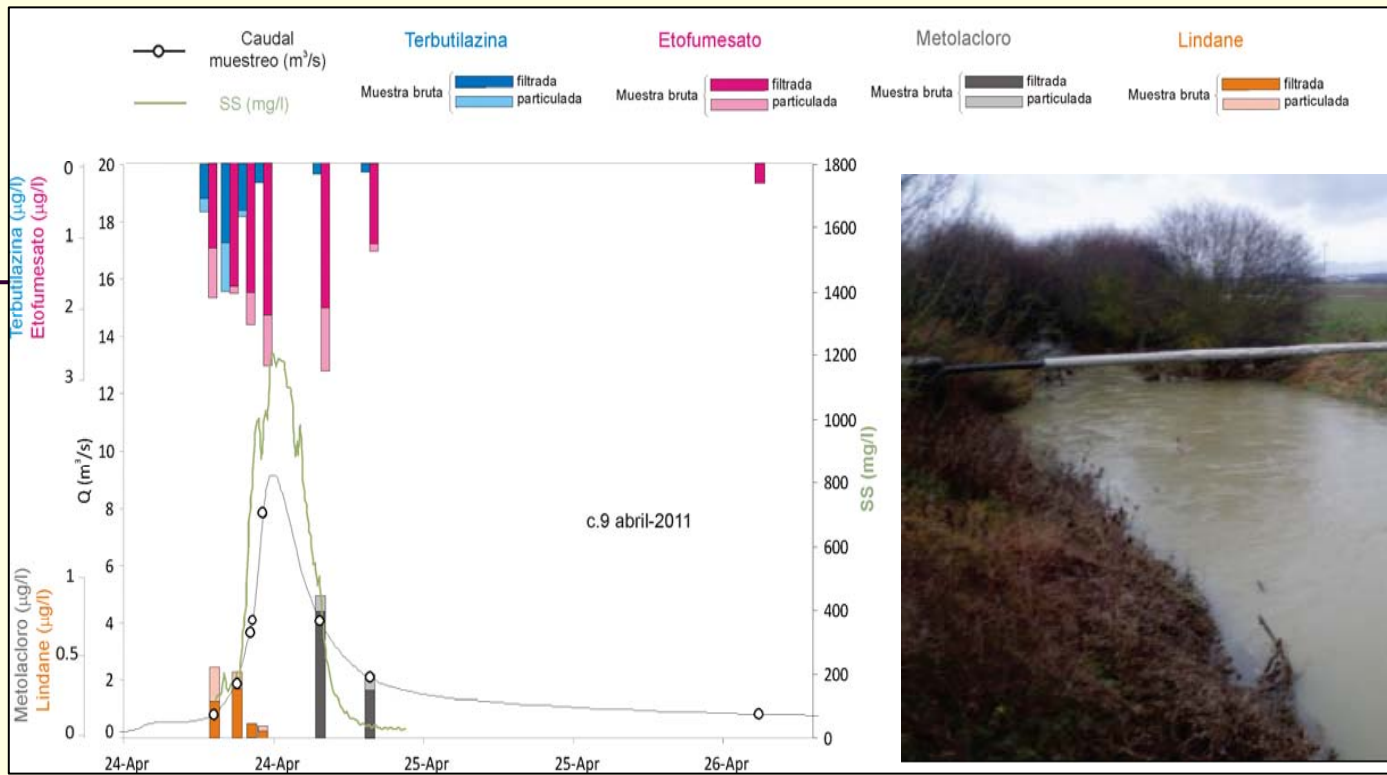 Caudal
muestreo (m³/s)
SS (mg/l)
Terbutilazina
Muestra bruta
filtrada
particulada
Etofumesato
Muestra bruta
filtrada
particulada
Metolacloro
Muestra bruta
filtrada
particulada
Lindane
Muestra bruta
filtrada
particulada
Terbutilazina (µg/l)
Etofumesato (µg/l)
0
1
2
3
Metolacloro (µg/l)
Lindane (µg/l)
1
0.5
0
Q (m³/s)
20
18
16
14
12
10
8
6
4
2
0
c.9 abril-2011
1800
1600
1400
1200
1000
800
600
400
200
0
SS (mg/l)
24-Apr
24-Apr
25-Apr
25-Apr
26-Apr